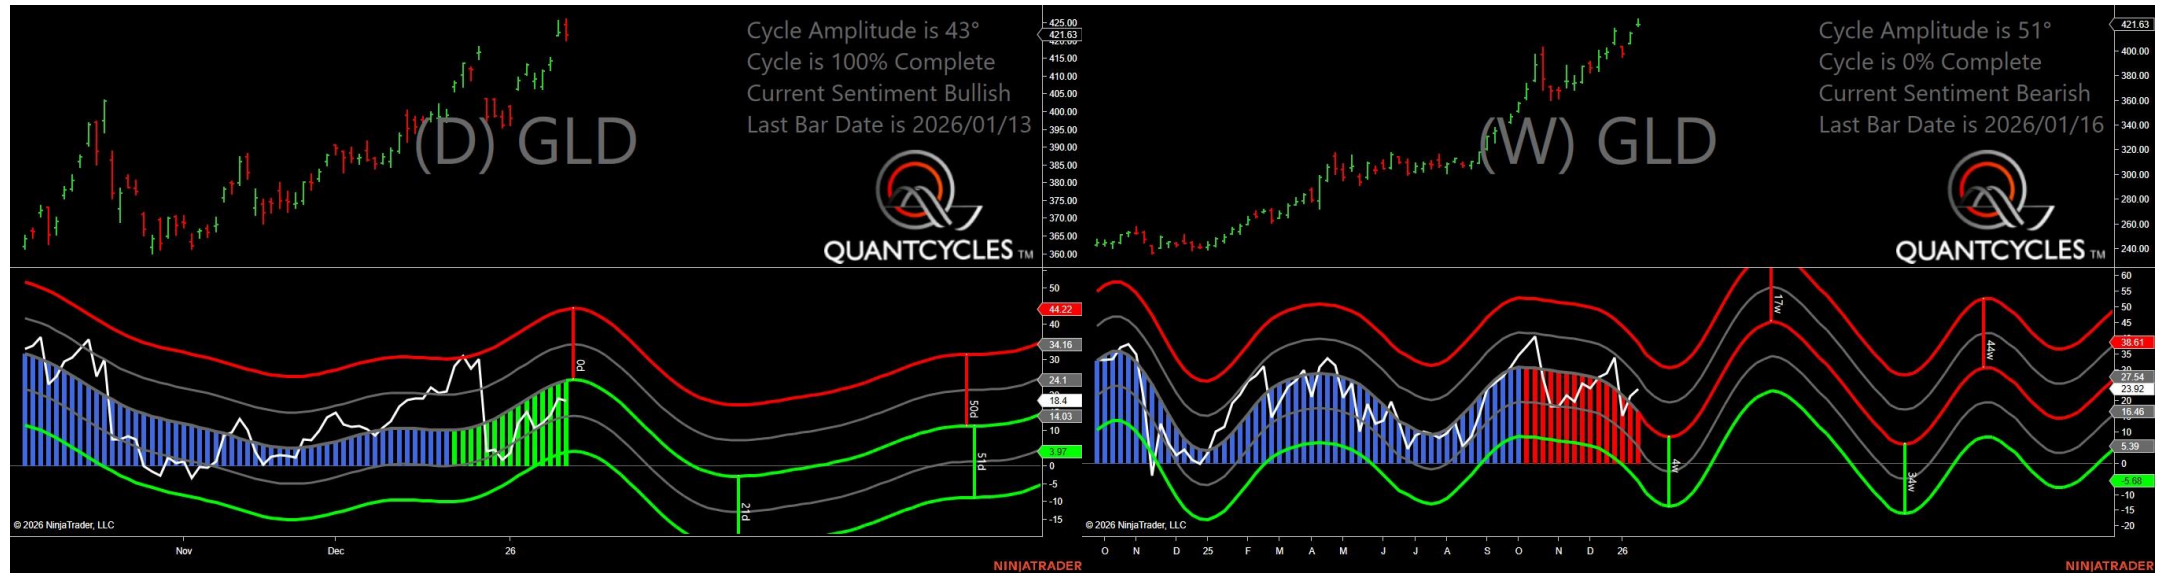 Cycle Amplitude is 43°
Cycle is 100% Complete
Current Sentiment Bullish
Last Bar Date is 2026/01/13
(D) GLD
QUANTCYCLES TM
425.00
421.63
415.00
410.00
405.00
400.00
395.00
390.00
385.00
380.00
375.00
370.00
365.00
360.00
50
44.22
40
34.16
30
24.1
18.4
14.03
10
3.97
0
-5
-10
-15
0d
21d
50d
51d
© 2026 NinjaTrader, LLC
Nov
Dec
26
NINJATRADER
Cycle Amplitude is 51°
Cycle is 0% Complete
Current Sentiment Bearish
Last Bar Date is 2026/01/16
(W) GLD
QUANTCYCLES TM
421.63
400.00
380.00
360.00
340.00
320.00
300.00
280.00
260.00
240.00
60
55
50
45
38.61
35
27.54
23.92
20
16.46
10
5.39
0
-5.68
-10
-15
-20
4w
17w
34w
44w
© 2026 NinjaTrader, LLC
O N D 25 F M A M J J A S O N D 26
NINJATRADER